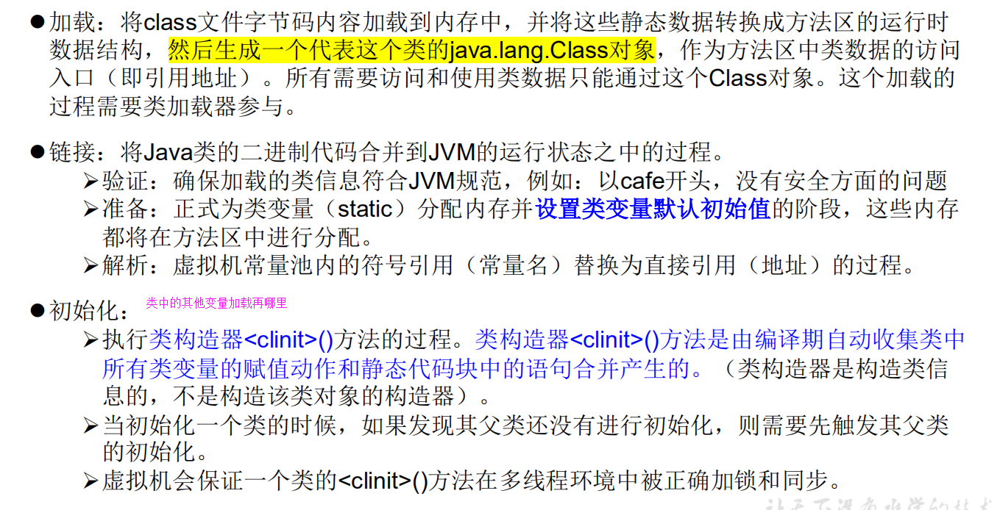 ●加载：将class文件字节码内容加载到内存中，并将这些静态数据转换成方法区的运行时
数据结构，然后生成一个代表这个类的java.lang.Class对象，作为方法区中类数据的访问
入口（即引用地址）。所有需要访问和使用类数据只能通过这个Class对象。这个加载的
过程需要类加载器参与。
●链接：将Java类的二进制代码合并到JVM的运行状态之中的过程。
➢验证：确保加载的类信息符合JVM规范，例如：以cafe开头，没有安全方面的问题
➢准备：正式为类变量（static）分配内存并设置类变量默认初始值的阶段，这些内存
都将在方法区中进行分配。
➢解析：虚拟机常量池内的符号引用（常量名）替换为直接引用（地址）的过程。
●初始化： 类中的其他变量加载再哪里
➢执行类构造器<clinit>()方法的过程。类构造器<clinit>()方法是由编译期自动收集类中
所有类变量的赋值动作和静态代码块中的语句合并产生的。（类构造器是构造类信
息的，不是构造该类对象的构造器）。
➢当初始化一个类的时候，如果发现其父类还没有进行初始化，则需要先触发其父类
的初始化。
➢虚拟机会保证一个类的<clinit>()方法在多线程环境中被正确加锁和同步。